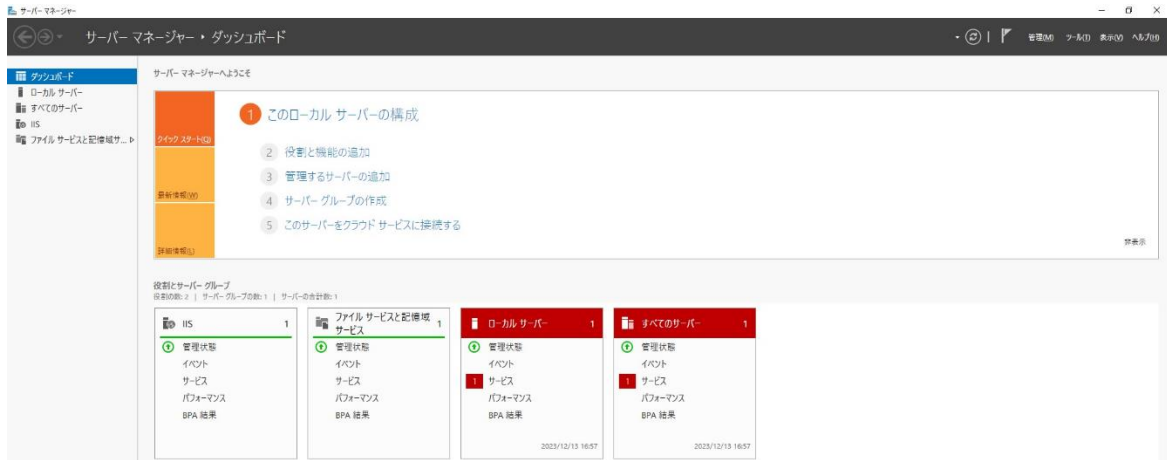 サーバー マネージャー
サーバー マネージャー ・ ダッシュボード
管理(M) ツール(T) 表示(V) ヘルプ(H)
ダッシュボード
ローカル サーバー
すべてのサーバー
IIS
ファイル サービスと記憶域サ...
サーバー マネージャーへようこそ
クイック スタート(Q)
最新情報(W)
詳細情報(L)
1 このローカル サーバーの構成
2 役割と機能の追加
3 管理するサーバーの追加
4 サーバー グループの作成
5 このサーバーをクラウド サービスに接続する
非表示
役割とサーバー グループ
役割の数: 2 | サーバー グループの数: 1 | サーバーの合計数: 1
IIS 1
管理状態
イベント
サービス
パフォーマンス
BPA 結果
ファイル サービスと記憶域 1
サービス
管理状態
イベント
サービス
パフォーマンス
BPA 結果
ローカル サーバー 1
管理状態
イベント
1 サービス
パフォーマンス
BPA 結果
2023/12/13 16:57
すべてのサーバー 1
管理状態
イベント
1 サービス
パフォーマンス
BPA 結果
2023/12/13 16:57